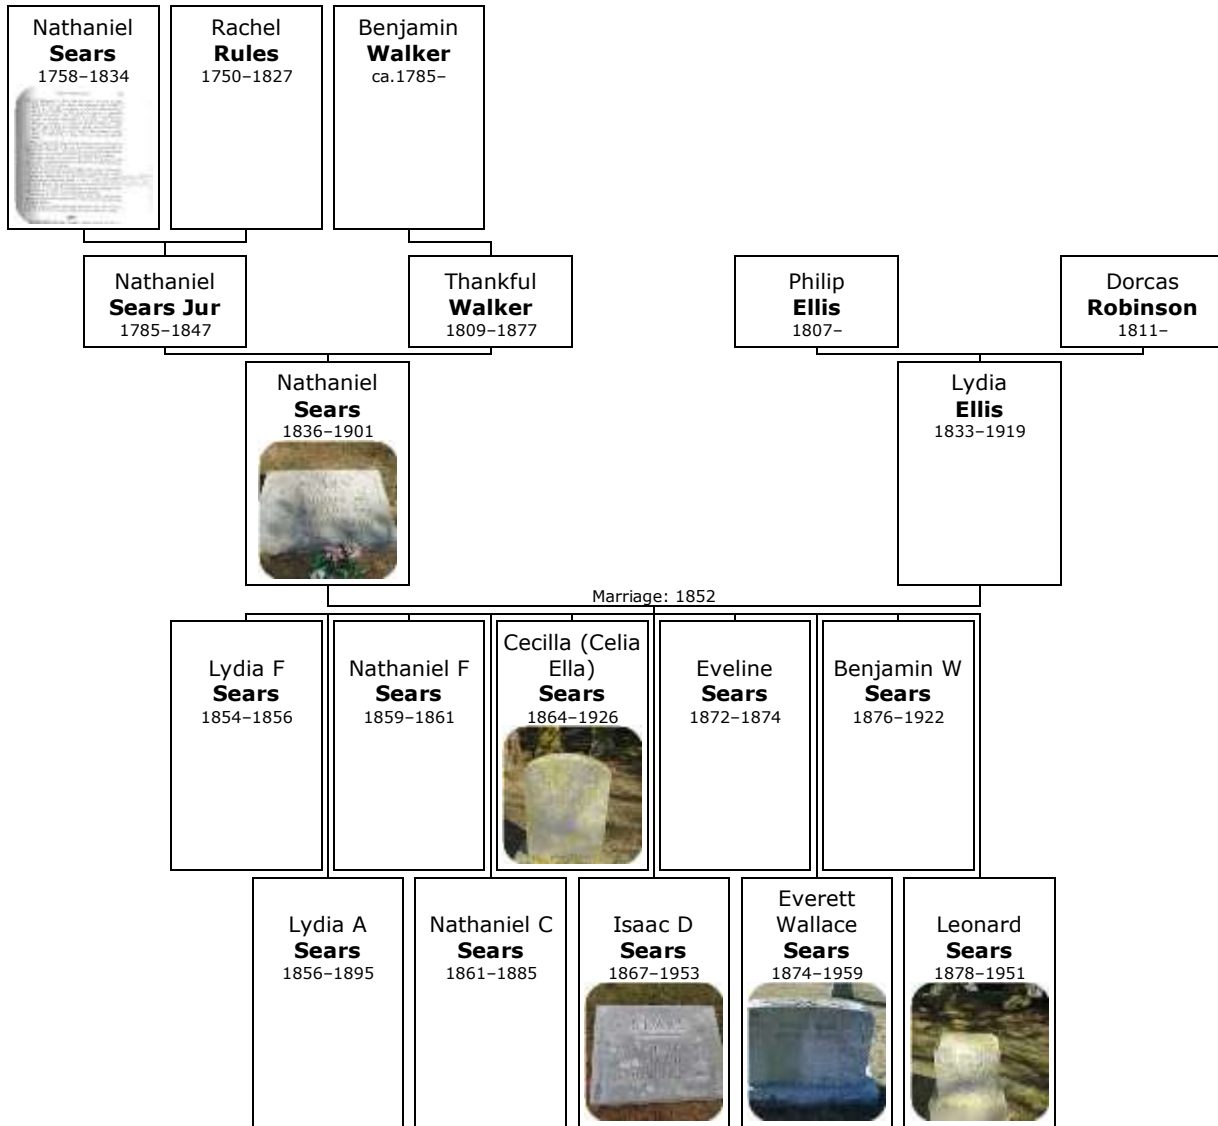 Nathaniel
Sears
1758–1834
Rachel
Rules
1750–1827
Benjamin
Walker
ca.1785–
Nathaniel
Sears Jur
1785–1847
Thankful
Walker
1809–1877
Philip
Ellis
1807–
Dorcas
Robinson
1811–
Nathaniel
Sears
1836–1901
Lydia
Ellis
1833–1919
Marriage: 1852
Lydia F
Sears
1854–1856
Nathaniel F
Sears
1859–1861
Cecilla (Celia
Ella)
Sears
1864–1926
Eveline
Sears
1872–1874
Benjamin W
Sears
1876–1922
Lydia A
Sears
1856–1895
Nathaniel C
Sears
1861–1885
Isaac D
Sears
1867–1953
Everett
Wallace
Sears
1874–1959
Leonard
Sears
1878–1951